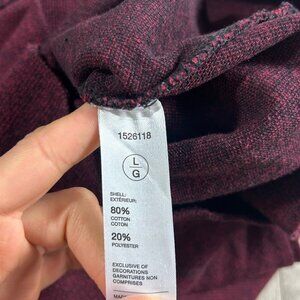 1526118
L
G
SHELL:
EXTÉRIEUR:
80%
COTTON
COTON
20%
POLYESTER
EXCLUSIVE OF
DECORATIONS
GARNITURES NON
COMPRISES